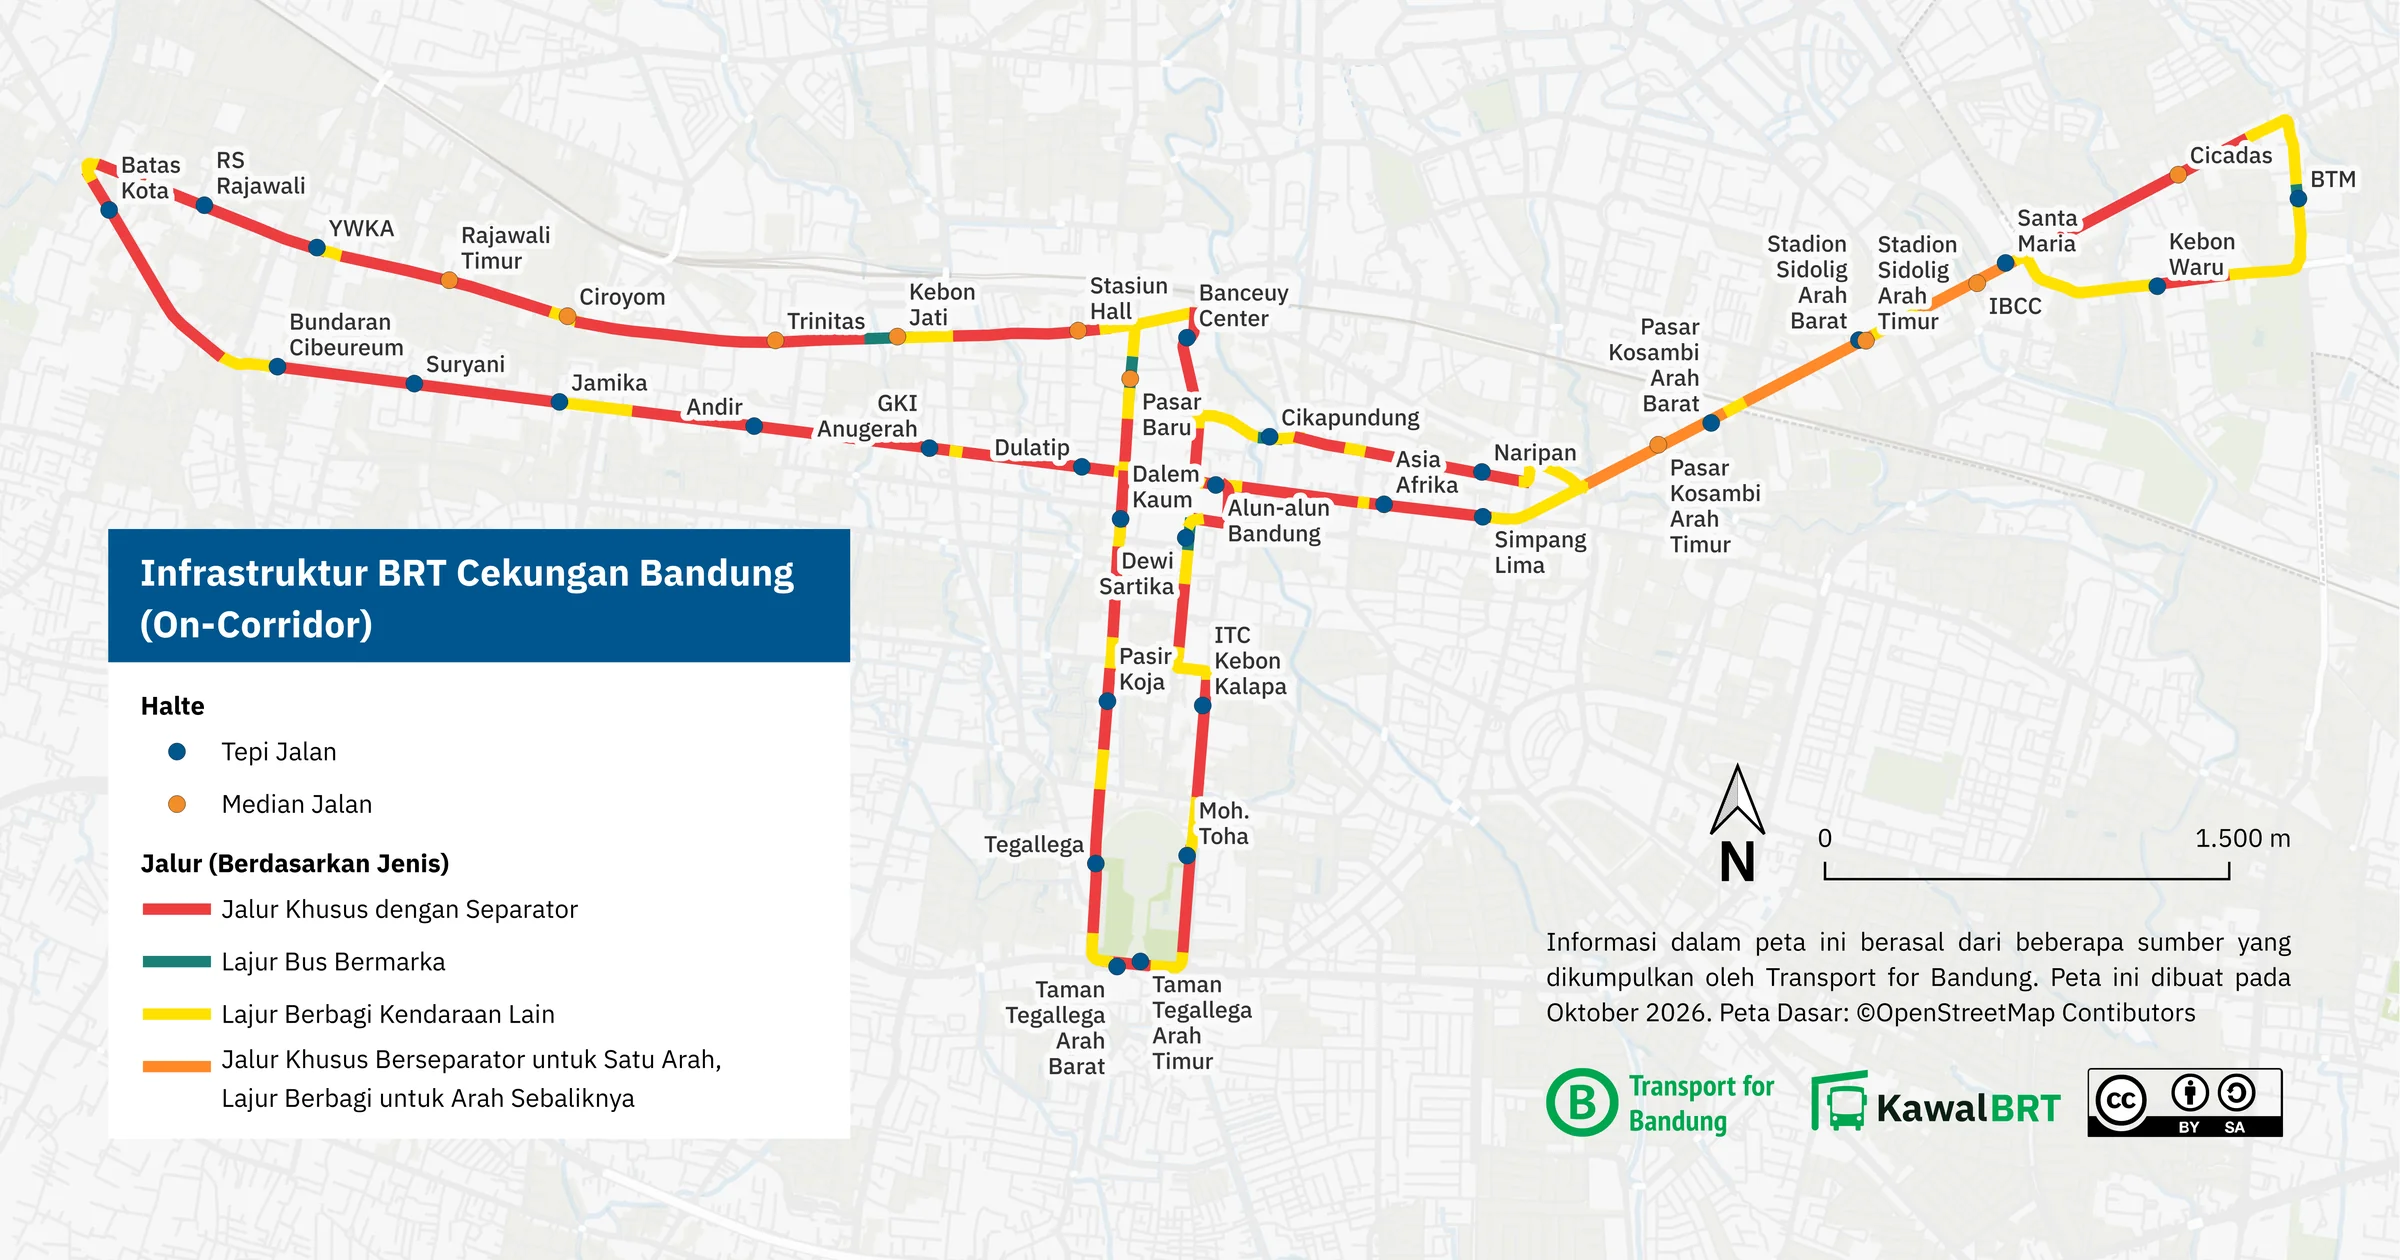 Batas
Kota
RS
Rajawali
YWKA
Rajawali
Timur
Ciroyom
Trinitas
Kebon
Jati
Stasiun
Hall
Banceuy
Center
Bundaran
Cibeureum
Suryani
Jamika
Andir
GKI
Anugerah
Dulatip
Pasar
Baru
Cikapundung
Asia
Afrika
Naripan
Dalem
Kaum
Alun-alun
Bandung
Simpang
Lima
Dewi
Sartika
Pasir
Koja
ITC
Kebon
Kalapa
Tegallega
Moh.
Toha
Taman
Tegallega
Arah
Barat
Taman
Tegallega
Arah
Timur
Pasar
Kosambi
Arah
Barat
Pasar
Kosambi
Arah
Timur
Stadion
Sidolig
Arah
Barat
Stadion
Sidolig
Arah
Timur
IBCC
Santa
Maria
Cicadas
BTM
Kebon
Waru
Infrastruktur BRT Cekungan Bandung
(On-Corridor)
Halte
Tepi Jalan
Median Jalan
Jalur (Berdasarkan Jenis)
Jalur Khusus dengan Separator
Lajur Bus Bermarka
Lajur Berbagi Kendaraan Lain
Jalur Khusus Berseparator untuk Satu Arah,
Lajur Berbagi untuk Arah Sebaliknya
N
0 1.500 m
Informasi dalam peta ini berasal dari beberapa sumber yang
dikumpulkan oleh Transport for Bandung. Peta ini dibuat pada
Oktober 2026. Peta Dasar: ©OpenStreetMap Contibutors
B
Transport for
Bandung
KawalBRT
cc
BY SA